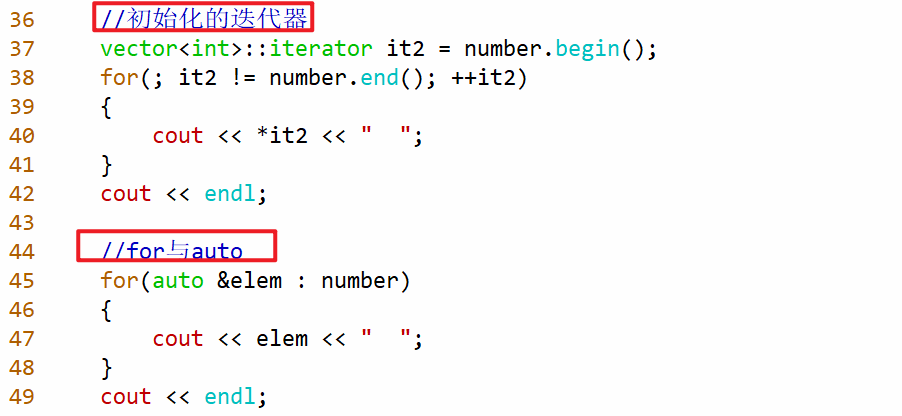 36 //初始化的迭代器
37 vector<int>::iterator it2 = number.begin();
38 for(; it2 != number.end(); ++it2)
39 {
40     cout << *it2 << "  ";
41 }
42 cout << endl;
43
44 //for与auto
45 for(auto &elem : number)
46 {
47     cout << elem << "  ";
48 }
49 cout << endl;